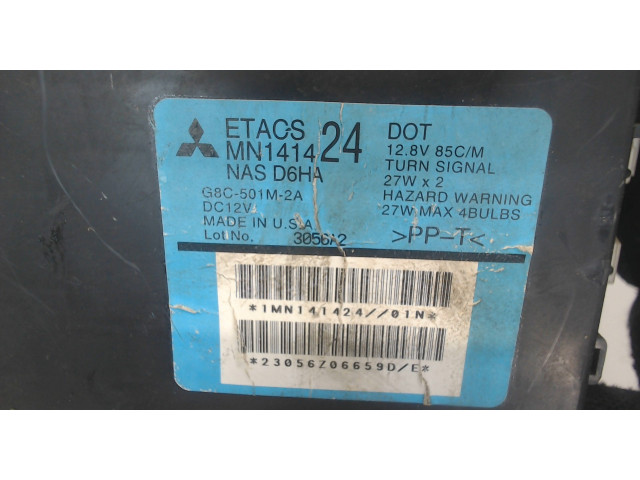 ETACS
MN1414 24
NAS D6HA
G8C-501M-2A
DC12V
MADE IN U.S.A
Lot No. 3056A2
DOT
12.8V 85C/M
TURN SIGNAL
27W x 2
HAZARD WARNING
27W MAX 4BULBS
>PP-T<
*1MN141424//01N*
*23056Z06659D/E*